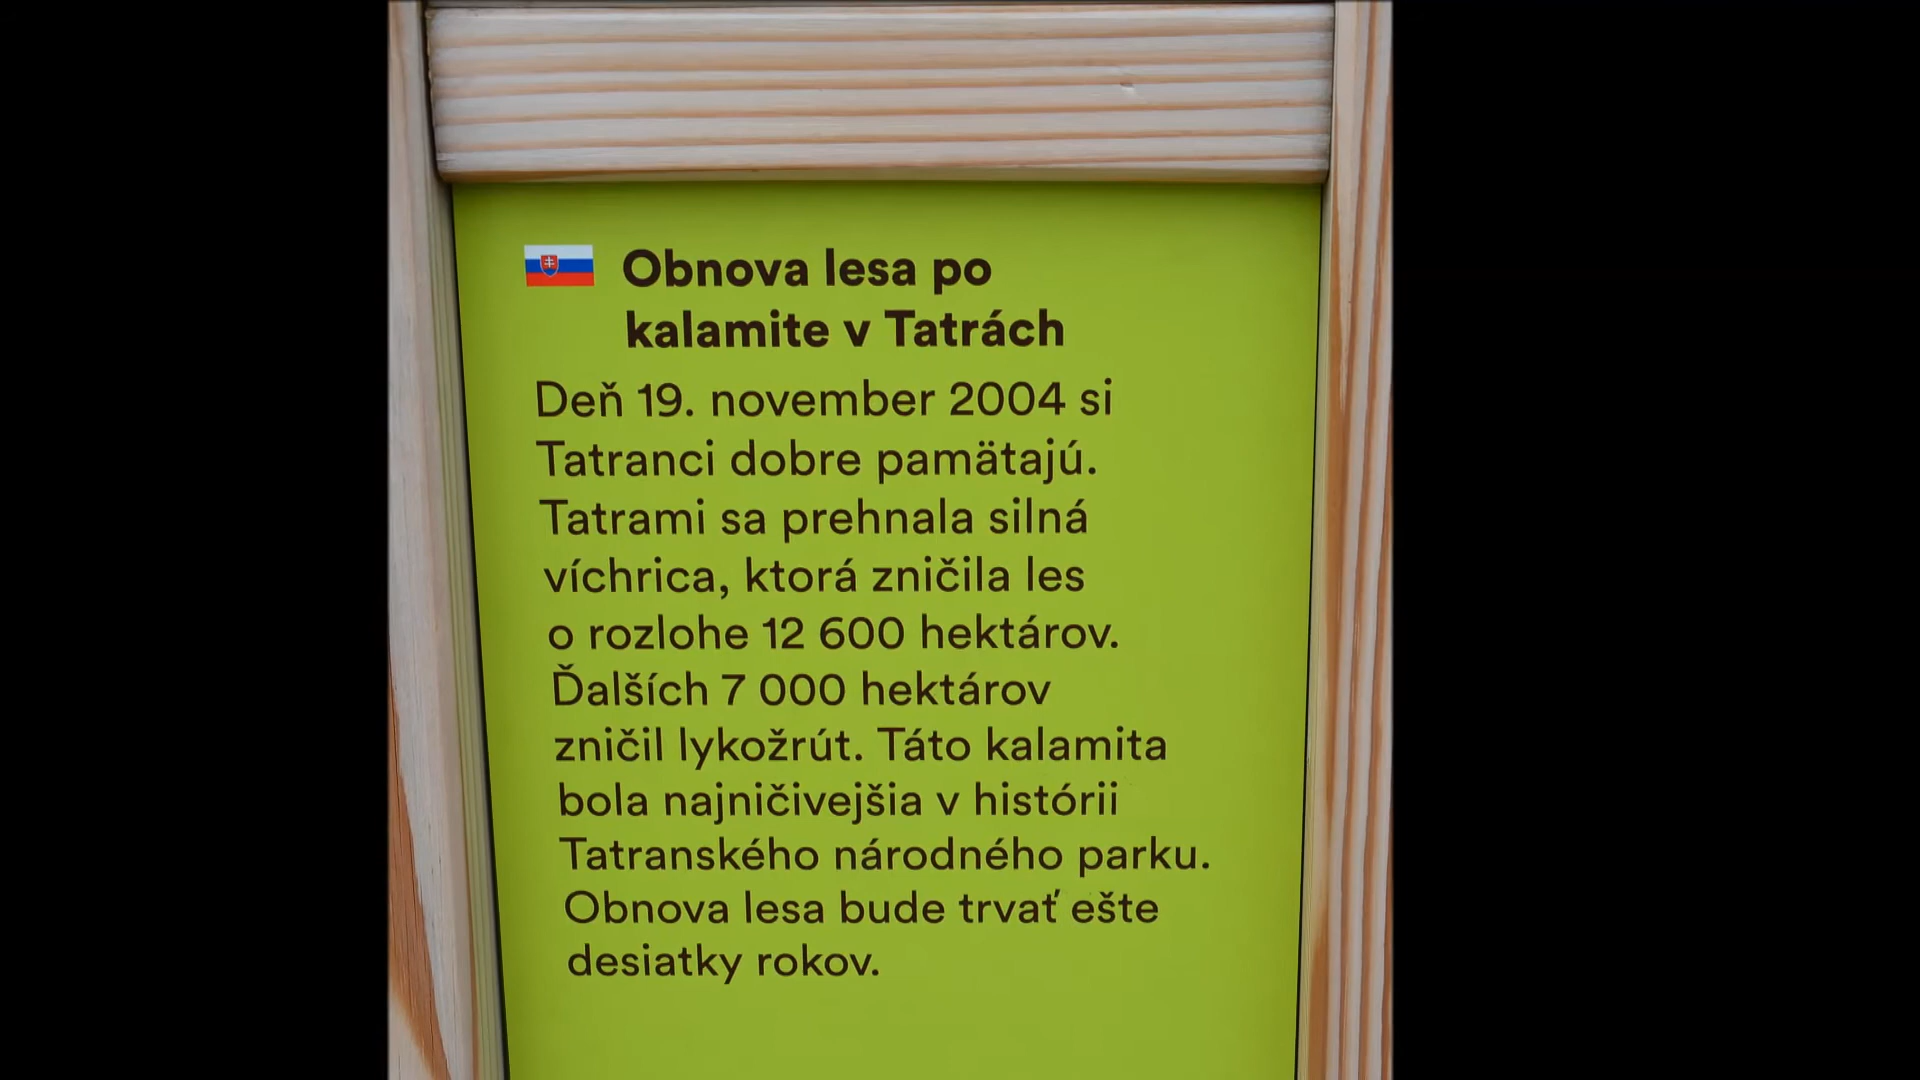 Obnova lesa po
kalamite v Tatrách
Deň 19. november 2004 si
Tatranci dobre pamätajú.
Tatrami sa prehnala silná
víchrica, ktorá zničila les
o rozlohe 12 600 hektárov.
Ďalších 7 000 hektárov
zničil lykožrút. Táto kalamita
bola najničivejšia v histórii
Tatranského národného parku.
Obnova lesa bude trvať ešte
desiatky rokov.